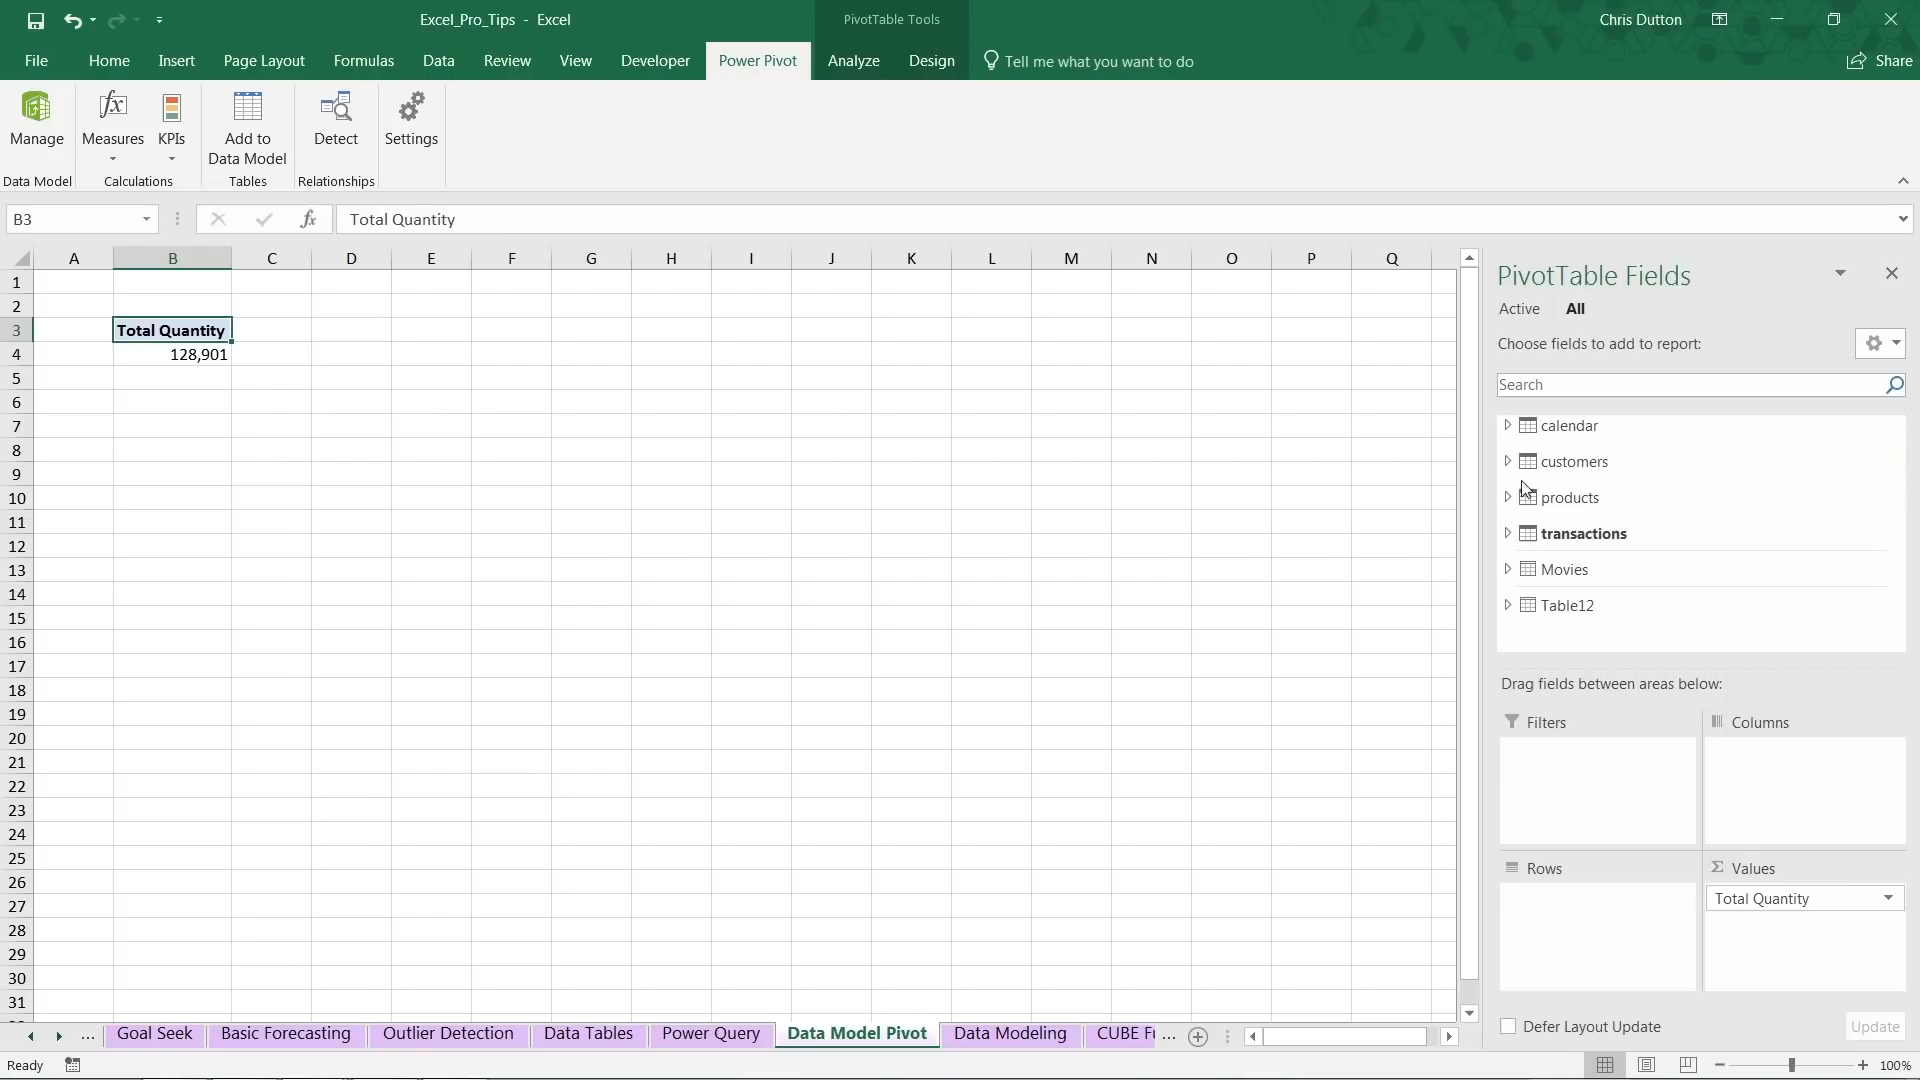 Excel_Pro_Tips - Excel
PivotTable Tools
Chris Dutton
File Home Insert Page Layout Formulas Data Review View Developer Power Pivot Analyze Design Tell me what you want to do Share
Manage Measures KPIs Add to Data Model Detect Settings
Data Model Calculations Tables Relationships
B3 fx Total Quantity
A B C D E F G H I J K L M N O P Q
1
2
3 Total Quantity
4 128,901
5
6
7
8
9
10
11
12
13
14
15
16
17
18
19
20
21
22
23
24
25
26
27
28
29
30
31
PivotTable Fields
Active All
Choose fields to add to report:
Search
calendar
customers
products
transactions
Movies
Table12
Drag fields between areas below:
Filters Columns
Rows Σ Values
Total Quantity
Defer Layout Update Update
... Goal Seek Basic Forecasting Outlier Detection Data Tables Power Query Data Model Pivot Data Modeling CUBE ...
Ready 100%